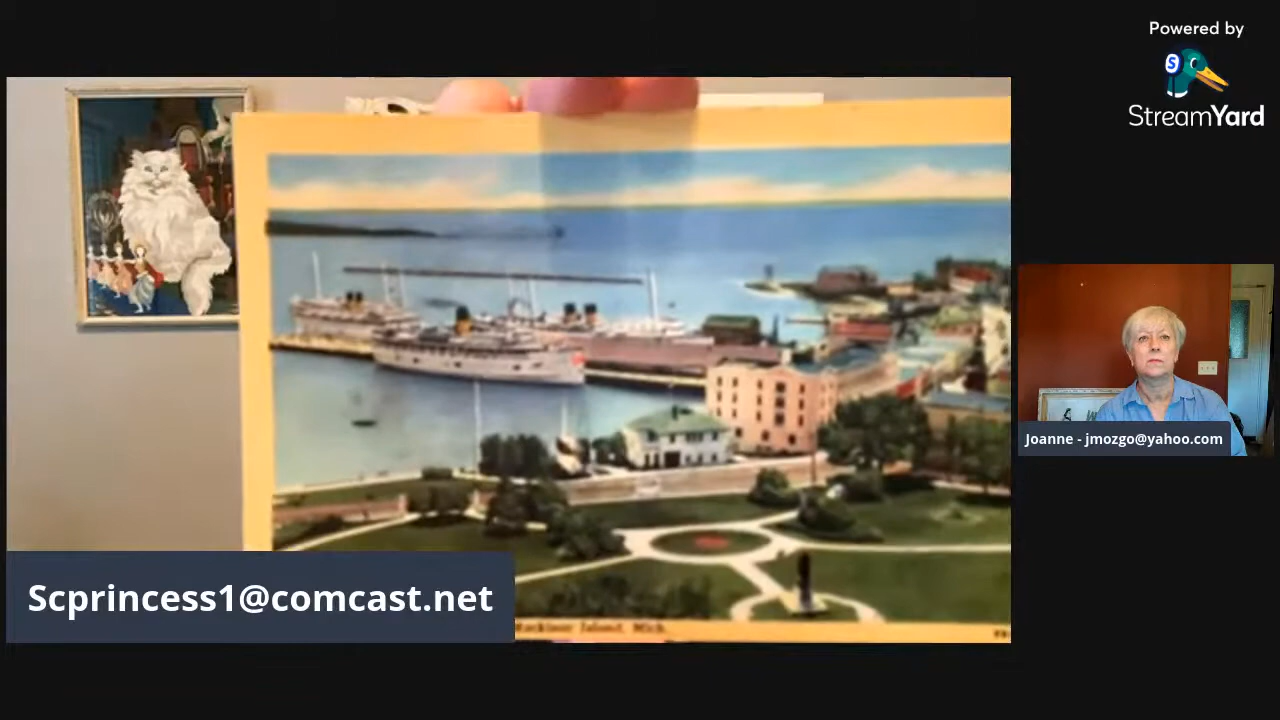 Powered by
StreamYard
Joanne - jmozgo@yahoo.com
Scprincess1@comcast.net
Mackinac Island, Mich.